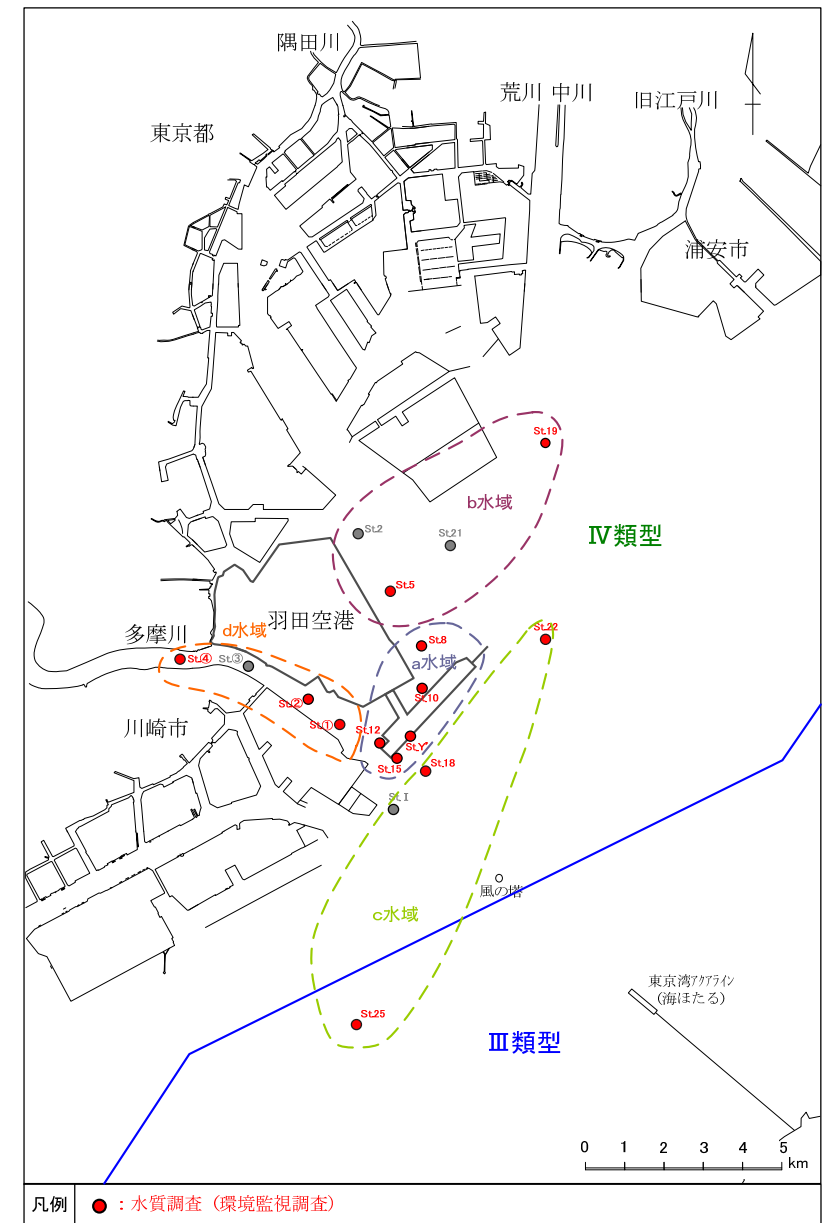 隅田川
荒川 中川
旧江戸川
東京都
浦安市
St.19
b水域
St.2
St.21
Ⅳ類型
St.5
羽田空港
多摩川
d水域
St.22
St.8
St.④
St.③
a水域
St.10
St.②
川崎市
St.①
St.12
St.Y
St.15
St.18
St.I
風の塔
c水域
東京湾アクアライン
(海ほたる)
St.25
Ⅲ類型
0 1 2 3 4 5
km
凡例
：水質調査（環境監視調査）